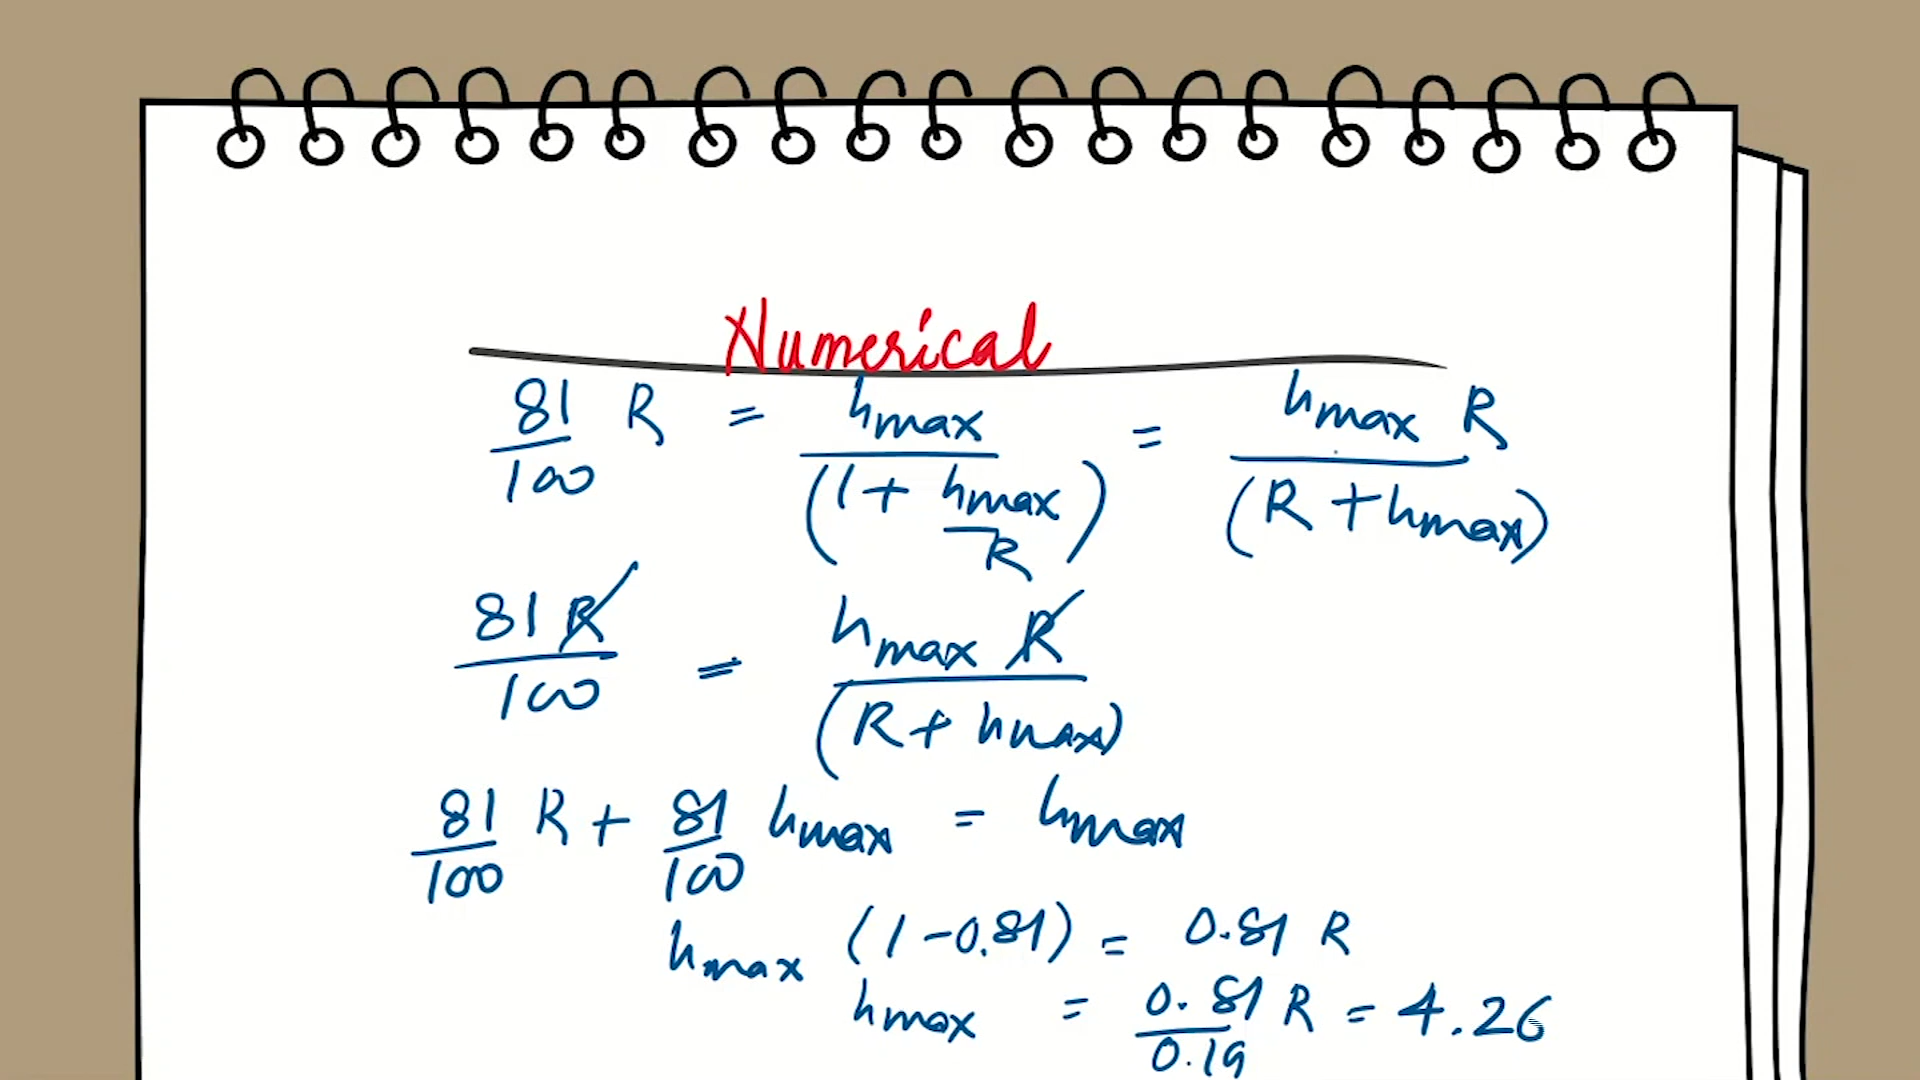 Numerical
81/100 R = hmax/(1 + hmax/R) = hmax R/(R + hmax)
81 R/100 = hmax R/(R + hmax)
81/100 R + 81/100 hmax = hmax
hmax (1 - 0.81) = 0.81 R
hmax = 0.81/0.19 R = 4.26